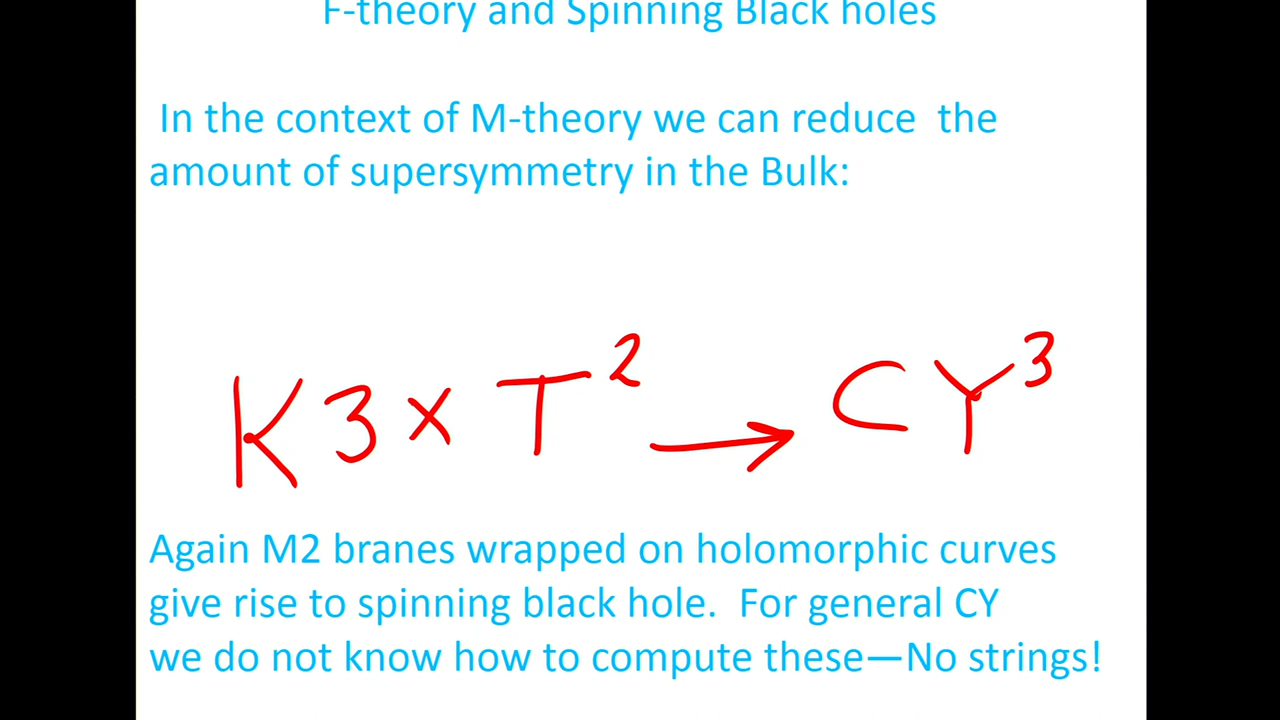 F-theory and Spinning Black holes
In the context of M-theory we can reduce the
amount of supersymmetry in the Bulk:
K3 × T² → CY³
Again M2 branes wrapped on holomorphic curves
give rise to spinning black hole. For general CY
we do not know how to compute these—No strings!